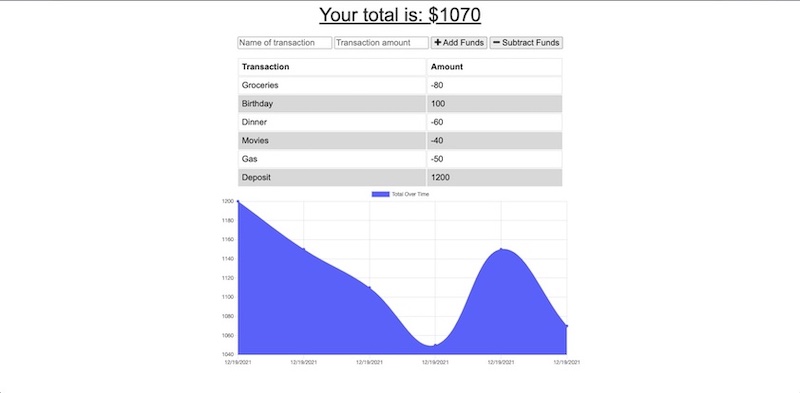 Your total is: $1070
Name of transaction Transaction amount + Add Funds − Subtract Funds
Transaction Amount
Groceries -80
Birthday 100
Dinner -60
Movies -40
Gas -50
Deposit 1200
Total Over Time
1200
1180
1160
1140
1120
1100
1080
1060
1040
12/19/2021 12/19/2021 12/19/2021 12/19/2021 12/19/2021 12/19/2021